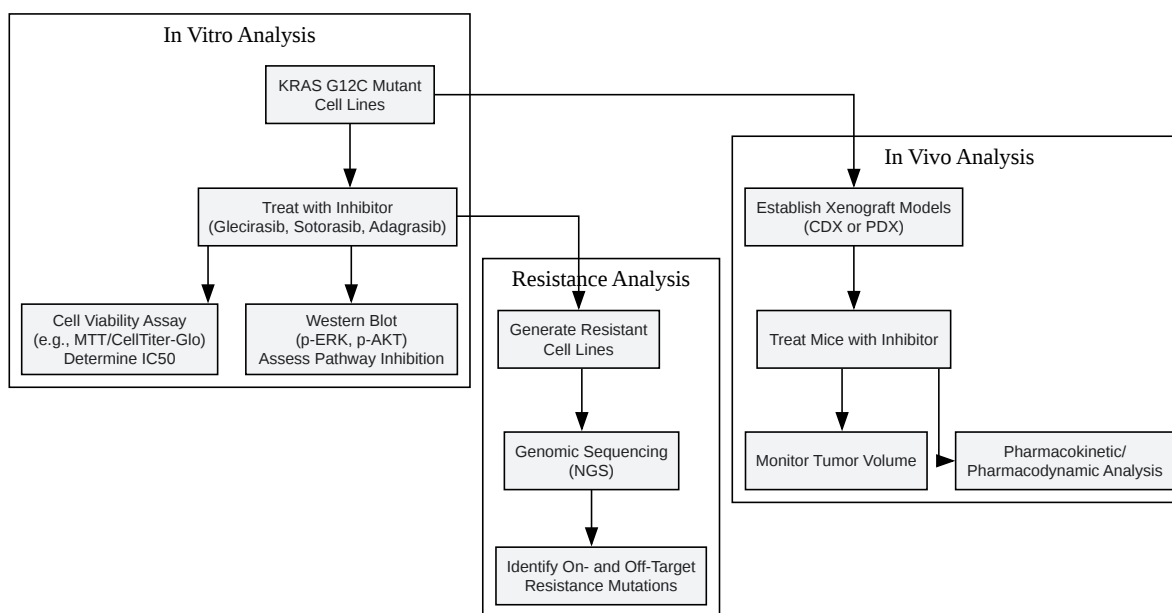 In Vitro Analysis
KRAS G12C Mutant
Cell Lines
Treat with Inhibitor
(Glecirasib, Sotorasib, Adagrasib)
Cell Viability Assay
(e.g., MTT/CellTiter-Glo)
Determine IC50
Western Blot
(p-ERK, p-AKT)
Assess Pathway Inhibition
Resistance Analysis
Generate Resistant
Cell Lines
Genomic Sequencing
(NGS)
Identify On- and Off-Target
Resistance Mutations
In Vivo Analysis
Establish Xenograft Models
(CDX or PDX)
Treat Mice with Inhibitor
Monitor Tumor Volume
Pharmacokinetic/
Pharmacodynamic Analysis